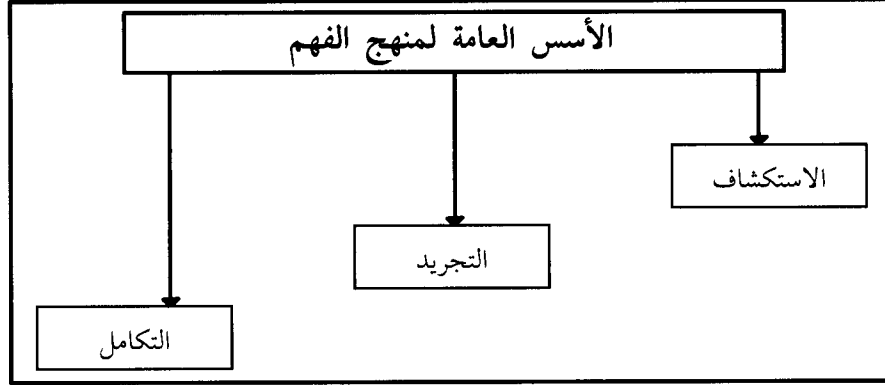 الأسس العامة لمنهج الفهم
الاستكشاف
التجريد
التكامل